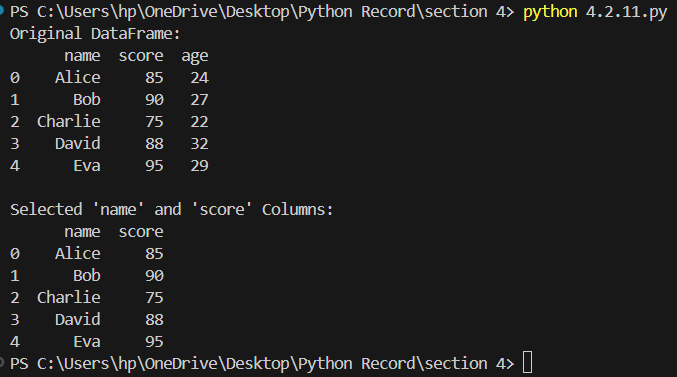 PS C:\Users\hp\OneDrive\Desktop\Python Record\section 4> python 4.2.11.py
Original DataFrame:
      name  score  age
0    Alice     85   24
1      Bob     90   27
2  Charlie     75   22
3    David     88   32
4      Eva     95   29

Selected 'name' and 'score' Columns:
      name  score
0    Alice     85
1      Bob     90
2  Charlie     75
3    David     88
4      Eva     95
PS C:\Users\hp\OneDrive\Desktop\Python Record\section 4>